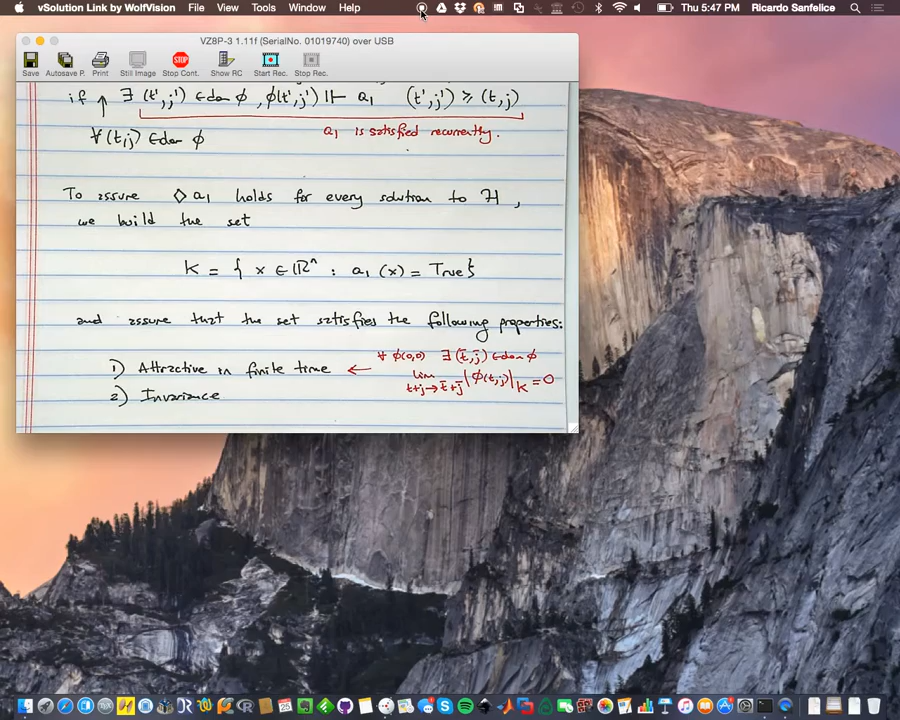 vSolution Link by WolfVision File View Tools Window Help Thu 5:47 PM Ricardo Sanfelice
VZ8P-3 1.11f (SerialNo. 01019740) over USB
Save Autosave P. Print Still Image Stop Cont. Show RC Start Rec. Stop Rec.
if ↑ ∃ (t',j') ∈ dom ϕ, ϕ(t',j') ⊩ a₁ (t',j') ≥ (t,j)
∀ (t,j) ∈ dom ϕ a₁ is satisfied recurrently.
To assure ◇ a₁ holds for every solution to H,
we build the set
K = { x ∈ ℝⁿ : a₁(x) = True}
and assure that the set satisfies the following properties:
1) Attractive in finite time ← ∀ ϕ(0,0) ∃ (t̄,j̄) ∈ dom ϕ
lim t+j→t̄+j̄ |ϕ(t,j)|K = 0
2) Invariance